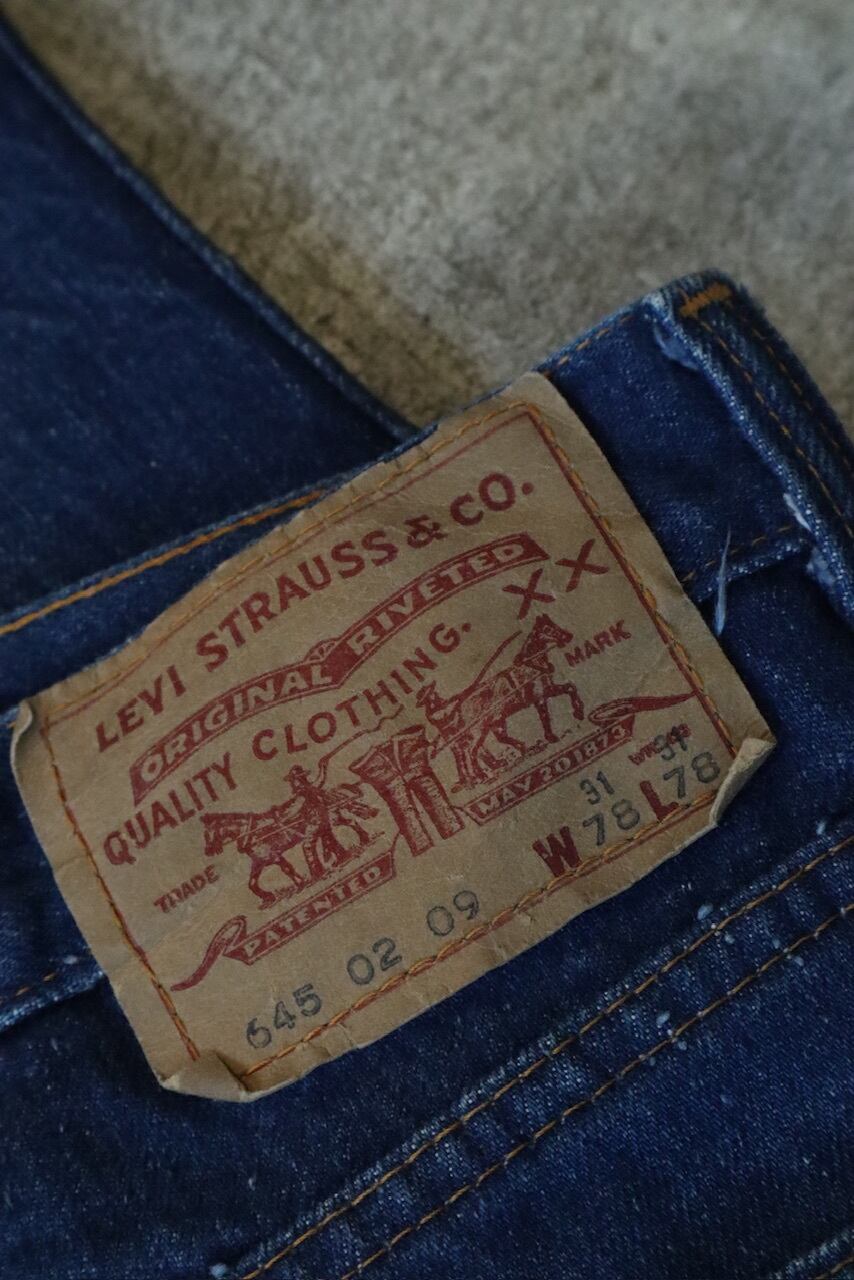 LEVI STRAUSS & CO.
ORIGINAL RIVETED
QUALITY CLOTHING. XX
TRADE MARK
PATENTED MAY 20 1873
31 31
W 78 L 78
645 02 09